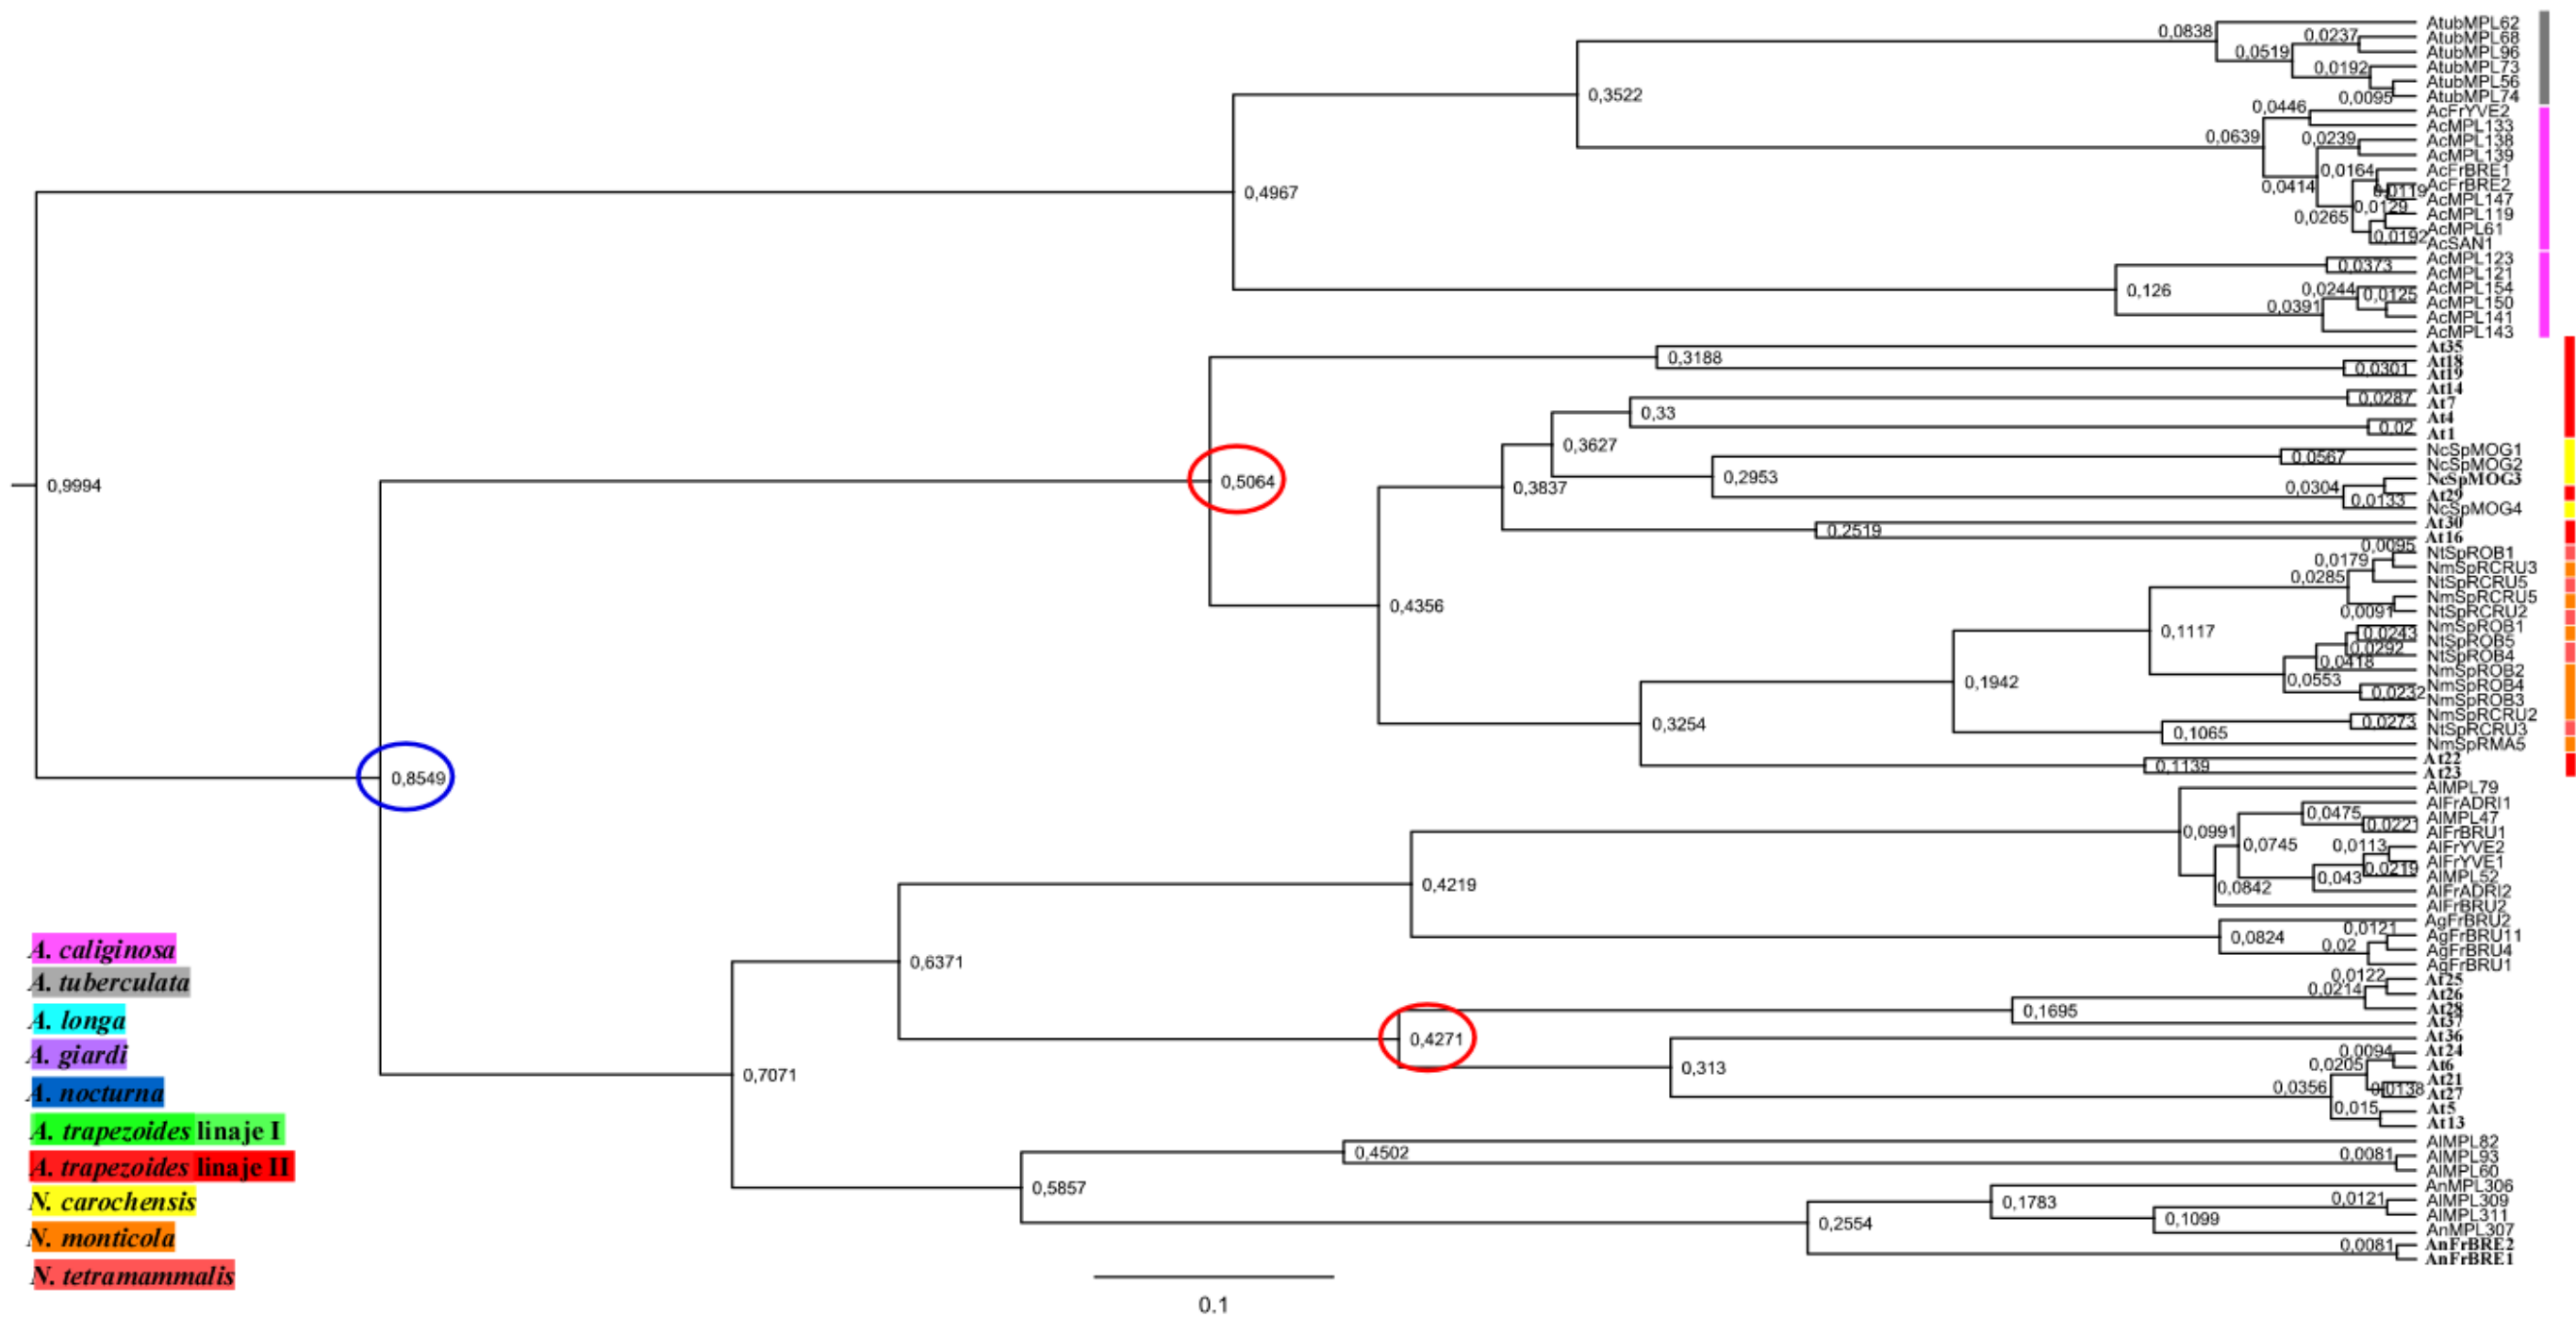 AtubMPL62
0,0838
0,0237
AtubMPL68
0,0519
AtubMPL96
0,0192
AtubMPL73
AtubMPL56
0,3522
0,0095
AtubMPL74
0,0446
AcFrYVE2
AcMPL133
0,0639
0,0239
AcMPL138
AcMPL139
0,0164
AcFrBRE1
0,4967
0,0414
0,0119
AcFrBRE2
AcMPL147
0,0129
0,0265
AcMPL119
AcMPL61
0,0192
AcSAN1
AcMPL123
0,0373
AcMPL121
0,126
0,0244
0,0125
AcMPL154
0,0391
AcMPL150
AcMPL141
AcMPL143
At35
0,3188
At18
0,0301
At19
At14
0,0287
At7
0,33
At4
0,02
At1
0,3627
NcSpMOG1
0,0567
NcSpMOG2
0,9994
0,5064
0,3837
0,2953
0,0304
NcSpMOG3
0,0133
At29
NcSpMOG4
At30
0,2519
At16
0,0095
NtSpROB1
0,0179
NmSpRCRU3
0,0285
NtSpRCRU5
NmSpRCRU5
0,4356
0,0091
NtSpRCRU2
0,1117
NmSpROB1
0,0243
NtSpROB5
0,0292
NtSpROB4
0,0418
NmSpROB2
0,1942
0,0553
NmSpROB4
0,0232
NmSpROB3
0,3254
NmSpRCRU2
0,0273
NtSpRCRU3
0,1065
NmSpRMA5
At22
0,1139
At23
0,8549
AlMPL79
AlFrADRI1
0,0475
AlMPL47
0,0221
AlFrBRU1
0,0991
0,0745
0,0113
AlFrYVE2
0,0219
AlFrYVE1
0,043
AlMPL52
0,4219
0,0842
AlFrADRI2
AlFrBRU2
AgFrBRU2
0,0121
AgFrBRU11
0,0824
0,02
AgFrBRU4
0,6371
AgFrBRU1
0,0122
At25
0,0214
At26
0,1695
At28
At37
0,4271
At36
0,0094
At24
0,0205
At6
0,7071
0,313
At21
0,0356
0,0138
At27
0,015
At5
At13
AlMPL82
0,4502
0,0081
AlMPL93
AlMPL60
0,5857
AnMPL306
0,1783
0,0121
AlMPL309
0,1099
AlMPL311
0,2554
AnMPL307
0,0081
AnFrBRE2
AnFrBRE1
A. caliginosa
A. tuberculata
A. longa
A. giardi
A. nocturna
A. trapezoides linaje I
A. trapezoides linaje II
N. carochensis
N. monticola
N. tetramammalis
0.1